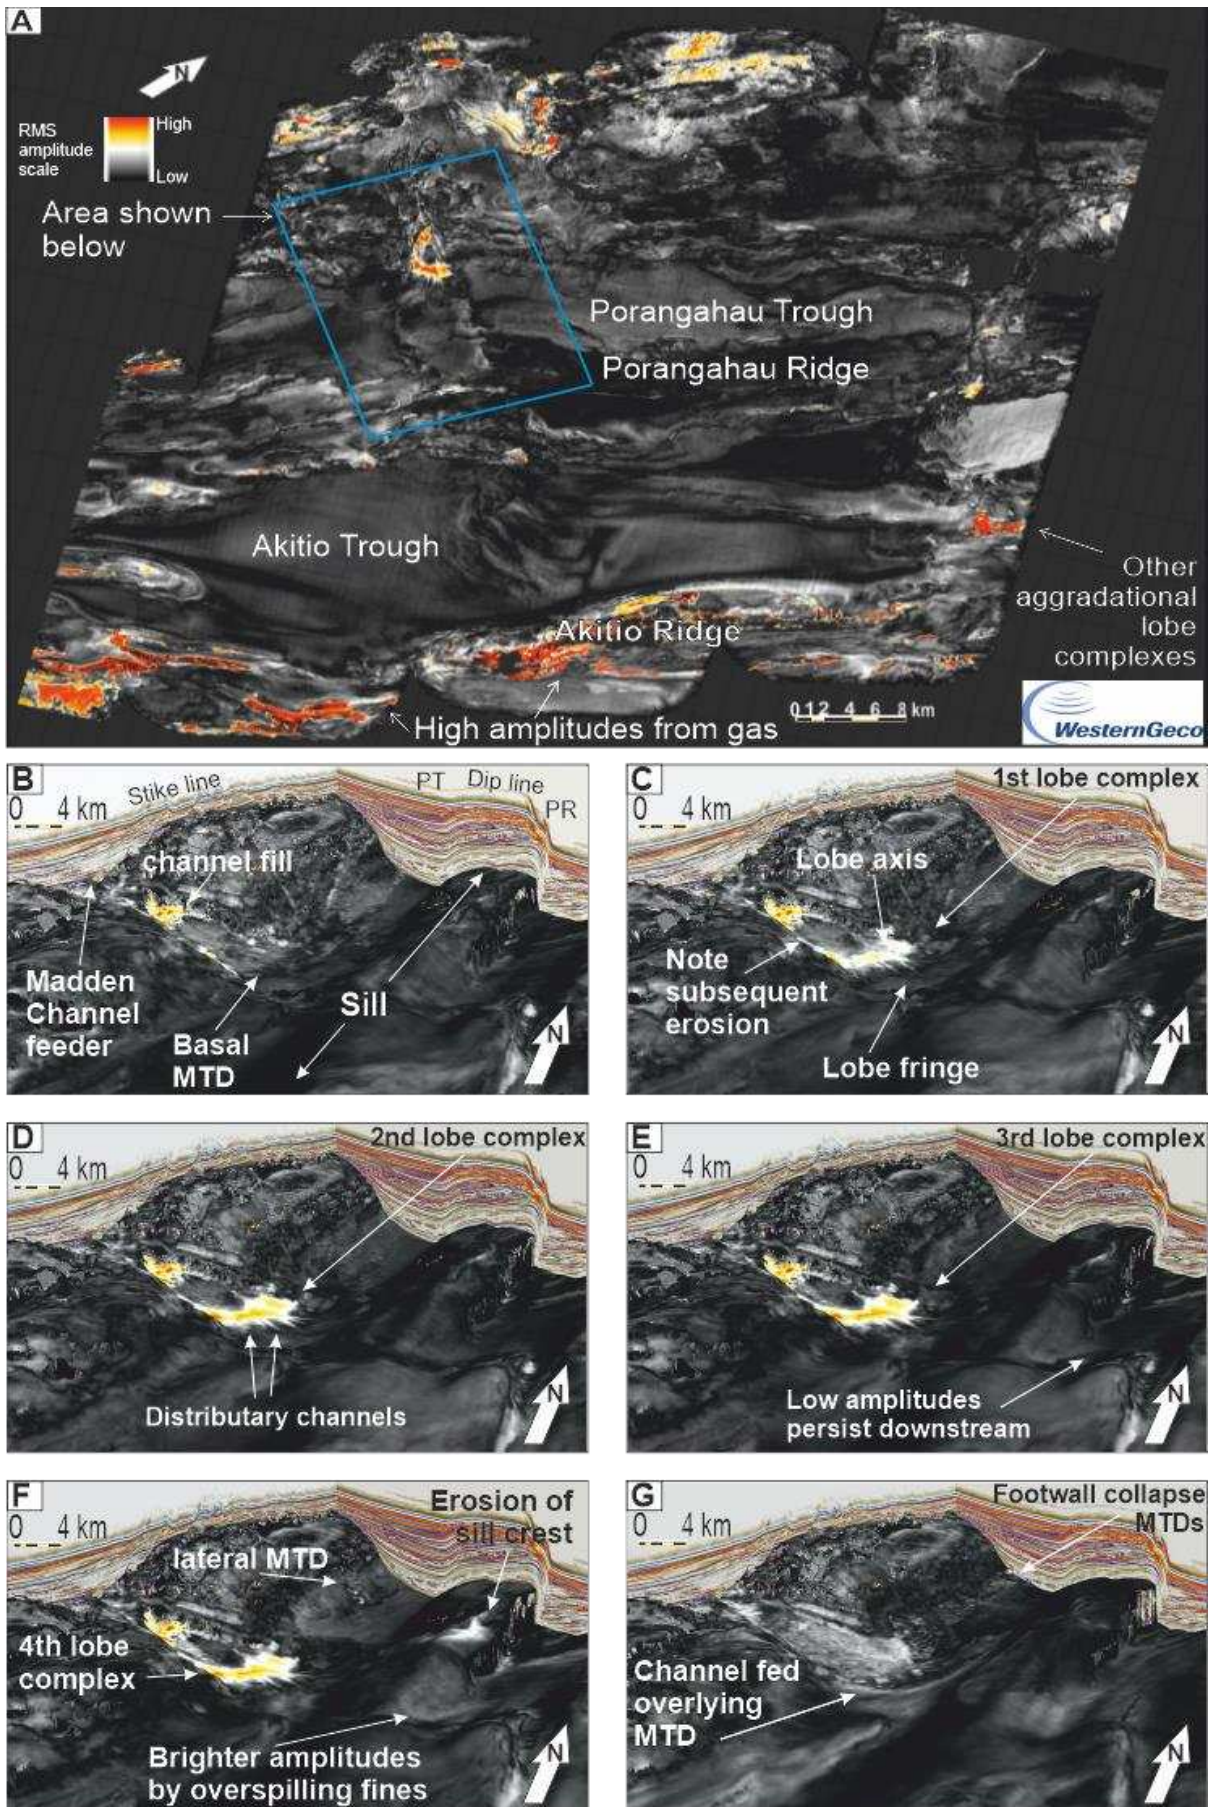 A
N
RMS
amplitude
scale
High
Low
Area shown
below
Porangahau Trough
Porangahau Ridge
Akitio Trough
Other
aggradational
lobe
complexes
Akitio Ridge
High amplitudes from gas
0 1 2 4 6 8 km
WesternGeco
B
0 4 km
Stike line
PT
Dip line
PR
channel fill
Madden
Channel
feeder
Basal
MTD
Sill
N
C
0 4 km
1st lobe complex
Lobe axis
Note
subsequent
erosion
Lobe fringe
N
D
0 4 km
2nd lobe complex
Distributary channels
N
E
0 4 km
3rd lobe complex
Low amplitudes
persist downstream
N
F
0 4 km
Erosion of
sill crest
lateral MTD
4th lobe
complex
Brighter amplitudes
by overspilling fines
N
G
0 4 km
Footwall collapse
MTDs
Channel fed
overlying
MTD
N